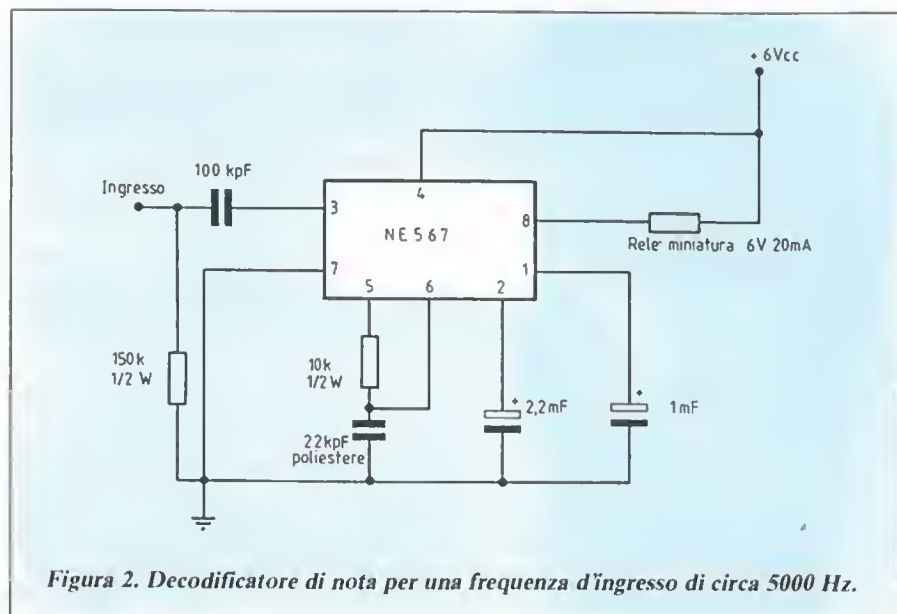 + 6Vcc
100 kpF
Ingresso
3
4
NE567
8
Rele' miniatura 6V 20mA
7
1
5
6
2
150k
1/2 W
10k
1/2W
22kpF
poliestere
+
2,2mF
+
1mF
Figura 2. Decodificatore di nota per una frequenza d'ingresso di circa 5000 Hz.